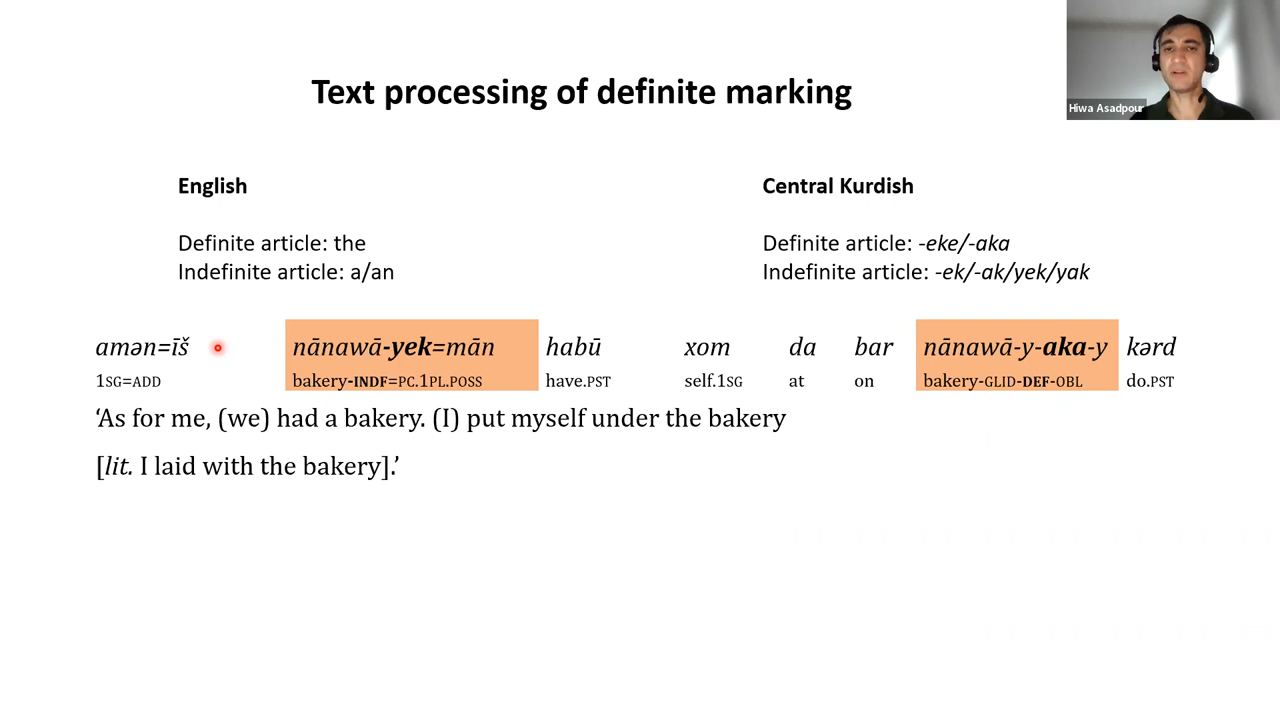 Text processing of definite marking
Hiwa Asadpour
English
Central Kurdish
Definite article: the
Definite article: -eke/-aka
Indefinite article: a/an
Indefinite article: -ek/-ak/yek/yak
amən=īš nānawā-yek=mān habū xom da bar nānawā-y-aka-y kərd
1SG=ADD bakery-INDF=PC.1PL.POSS have.PST self.1SG at on bakery-GLID-DEF-OBL do.PST
‘As for me, (we) had a bakery. (I) put myself under the bakery
[lit. I laid with the bakery].’